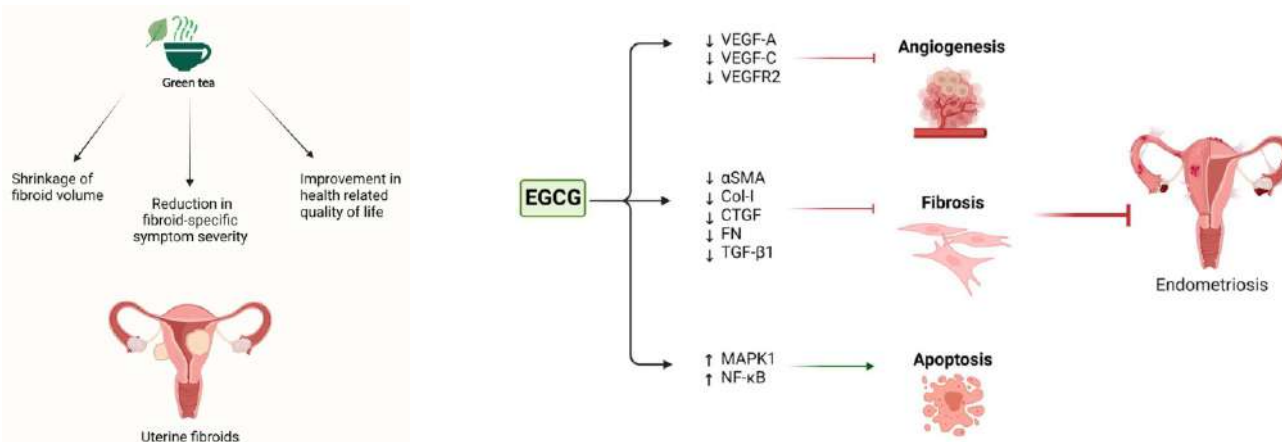 Green tea
Shrinkage of
fibroid volume
Reduction in
fibroid-specific
symptom severity
Improvement in
health related
quality of life
Uterine fibroids
EGCG
↓ VEGF-A
↓ VEGF-C
↓ VEGFR2
Angiogenesis
↓ αSMA
↓ Col-I
↓ CTGF
↓ FN
↓ TGF-β1
Fibrosis
↑ MAPK1
↑ NF-κB
Apoptosis
Endometriosis